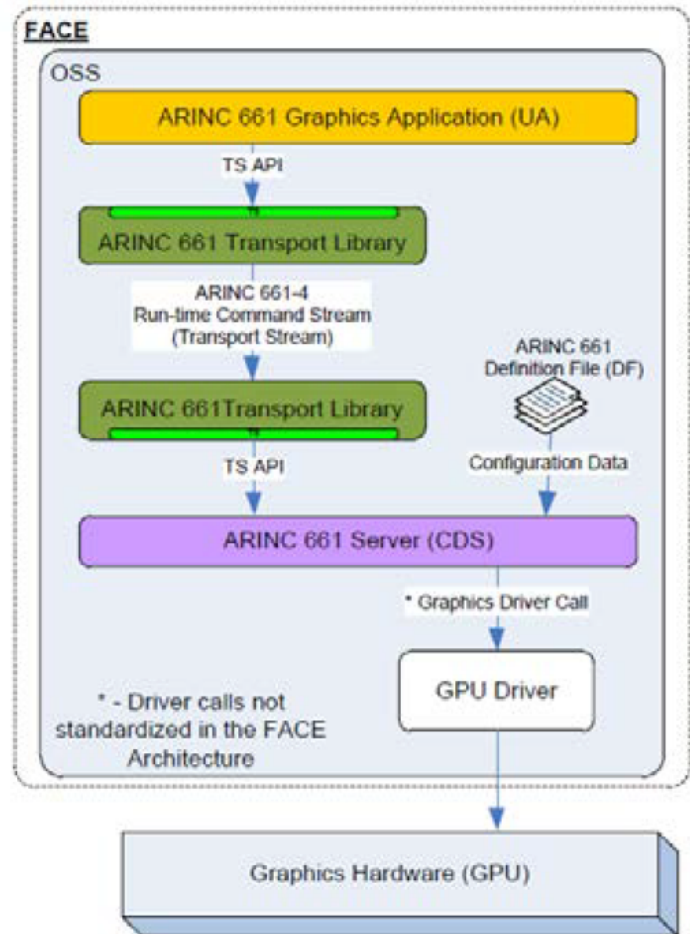 FACE
OSS
ARINC 661 Graphics Application (UA)
TS API
ARINC 661 Transport Library
ARINC 661-4
Run-time Command Stream
(Transport Stream)
ARINC 661
Definition File (DF)
ARINC 661Transport Library
TS API
Configuration Data
ARINC 661 Server (CDS)
* Graphics Driver Call
GPU Driver
* - Driver calls not
standardized in the FACE
Architecture
Graphics Hardware (GPU)